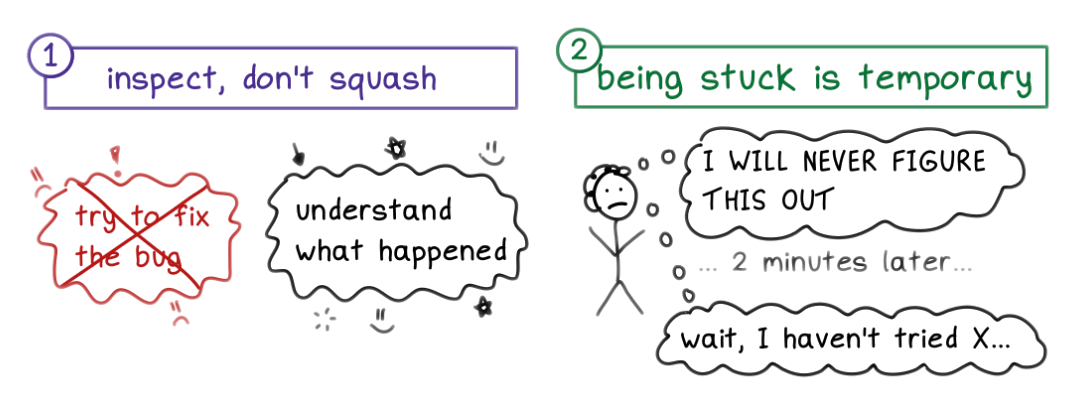 1
inspect, don't squash
try to fix
the bug
understand
what happened
2
being stuck is temporary
I WILL NEVER FIGURE
THIS OUT
... 2 minutes later...
wait, I haven't tried X...